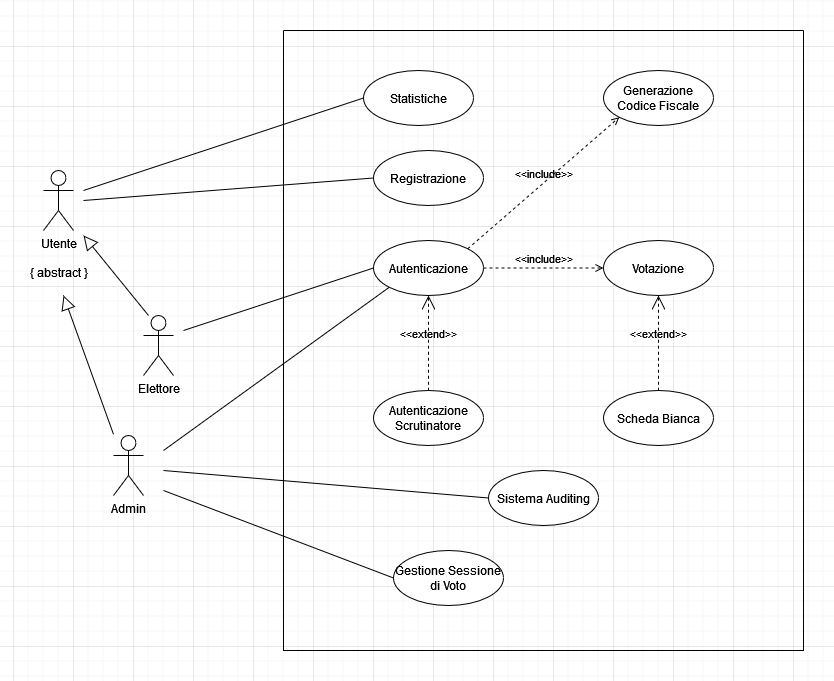 Statistiche
Generazione
Codice Fiscale
<<include>>
Registrazione
Utente
{ abstract }
Autenticazione
<<include>>
Votazione
<<extend>>
<<extend>>
Elettore
Autenticazione
Scrutinatore
Scheda Bianca
Admin
Sistema Auditing
Gestione Sessione
di Voto